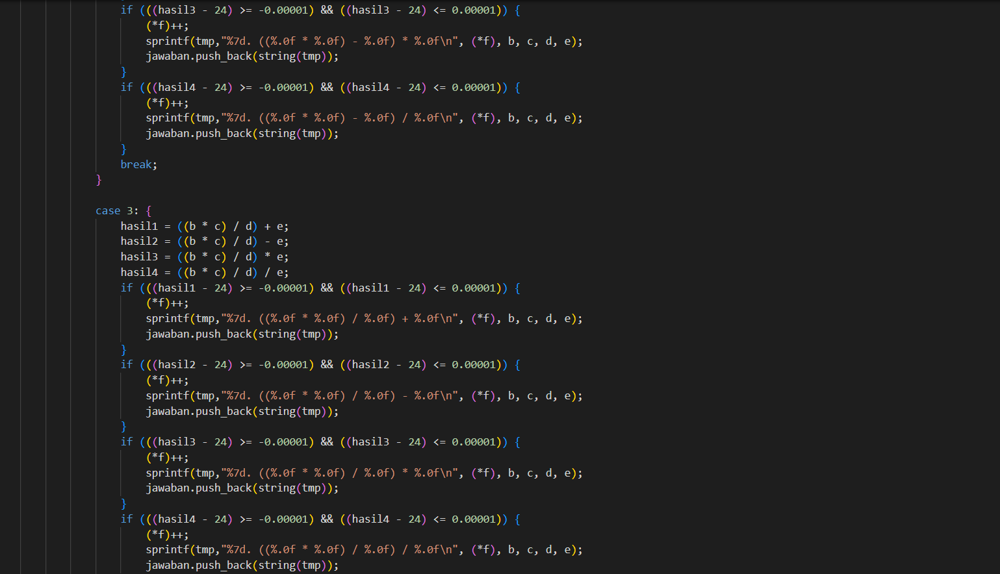 if (((hasil3 - 24) >= -0.00001) && ((hasil3 - 24) <= 0.00001)) {
(*f)++;
sprintf(tmp,"%7d. ((%.0f * %.0f) - %.0f) * %.0f\n", (*f), b, c, d, e);
jawaban.push_back(string(tmp));
}
if (((hasil4 - 24) >= -0.00001) && ((hasil4 - 24) <= 0.00001)) {
(*f)++;
sprintf(tmp,"%7d. ((%.0f * %.0f) - %.0f) / %.0f\n", (*f), b, c, d, e);
jawaban.push_back(string(tmp));
}
break;
}
case 3: {
hasil1 = ((b * c) / d) + e;
hasil2 = ((b * c) / d) - e;
hasil3 = ((b * c) / d) * e;
hasil4 = ((b * c) / d) / e;
if (((hasil1 - 24) >= -0.00001) && ((hasil1 - 24) <= 0.00001)) {
(*f)++;
sprintf(tmp,"%7d. ((%.0f * %.0f) / %.0f) + %.0f\n", (*f), b, c, d, e);
jawaban.push_back(string(tmp));
}
if (((hasil2 - 24) >= -0.00001) && ((hasil2 - 24) <= 0.00001)) {
(*f)++;
sprintf(tmp,"%7d. ((%.0f * %.0f) / %.0f) - %.0f\n", (*f), b, c, d, e);
jawaban.push_back(string(tmp));
}
if (((hasil3 - 24) >= -0.00001) && ((hasil3 - 24) <= 0.00001)) {
(*f)++;
sprintf(tmp,"%7d. ((%.0f * %.0f) / %.0f) * %.0f\n", (*f), b, c, d, e);
jawaban.push_back(string(tmp));
}
if (((hasil4 - 24) >= -0.00001) && ((hasil4 - 24) <= 0.00001)) {
(*f)++;
sprintf(tmp,"%7d. ((%.0f * %.0f) / %.0f) / %.0f\n", (*f), b, c, d, e);
jawaban.push_back(string(tmp));